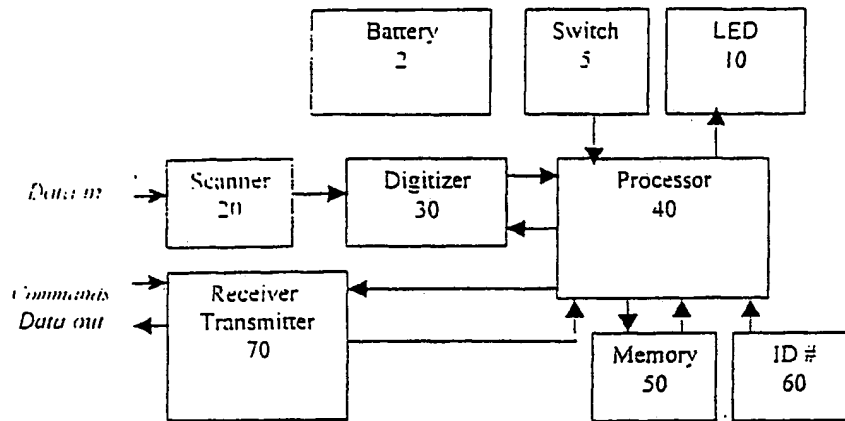 Battery
2
Switch
5
LED
10
Data in
Scanner
20
Digitizer
30
Processor
40
Commands
Data out
Receiver
Transmitter
70
Memory
50
ID #
60